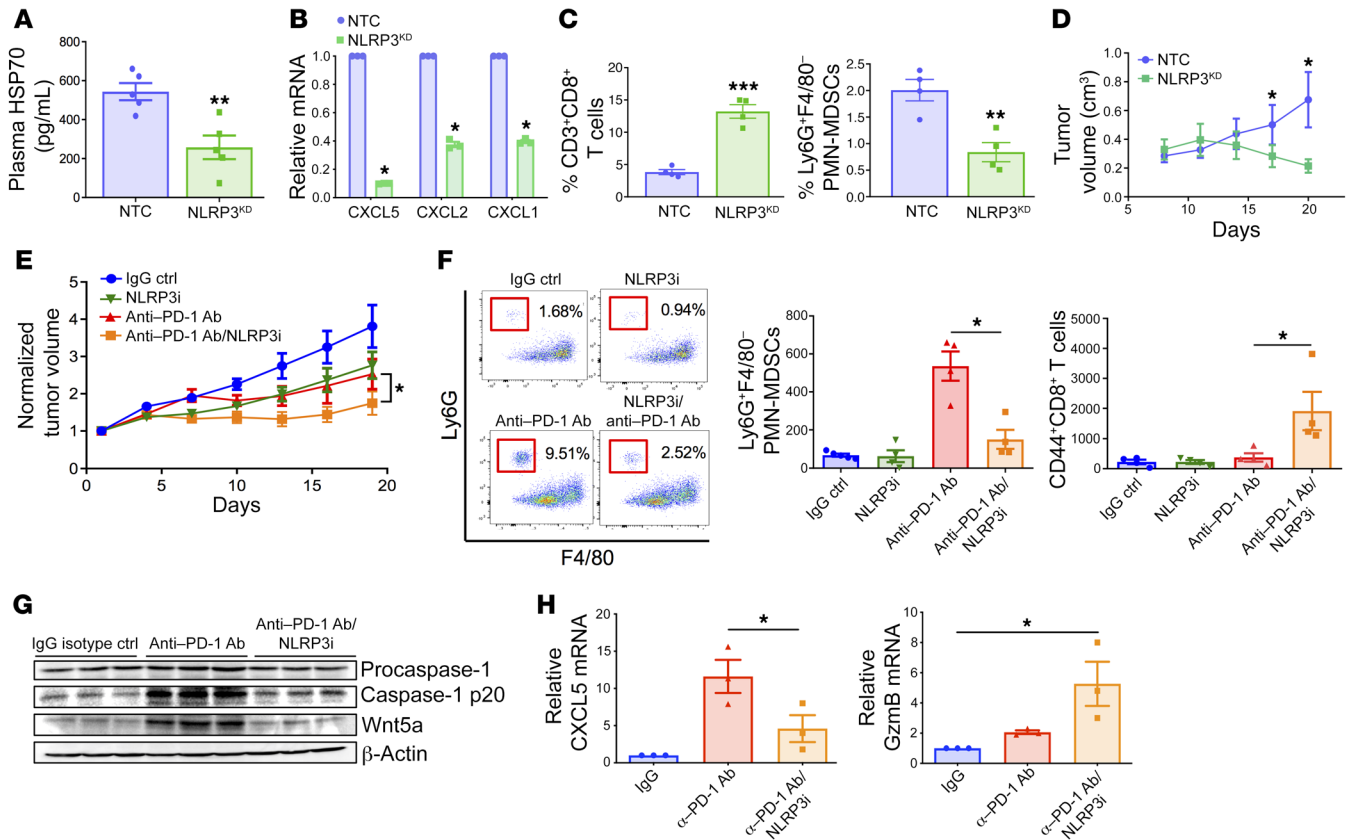 A
Plasma HSP70
(pg/mL)
800
600
400
200
0
**
NTC
NLRP3KD
B
NTC
NLRP3KD
Relative mRNA
1.0
0.8
0.6
0.4
0.2
0
*
*
*
CXCL5
CXCL2
CXCL1
C
% CD3+CD8+
T cells
20
15
10
5
0
***
NTC
NLRP3KD
% Ly6G+F4/80–
PMN-MDSCs
3.0
2.5
2.0
1.5
1.0
0.5
0
**
NTC
NLRP3KD
D
NTC
NLRP3KD
Tumor
volume (cm3)
1.0
0.8
0.6
0.4
0.2
0
*
*
5
10
15
20
Days
E
IgG ctrl
NLRP3i
Anti–PD-1 Ab
Anti–PD-1 Ab/NLRP3i
Normalized
tumor volume
5
4
3
2
1
0
*
0
5
10
15
20
Days
F
IgG ctrl
NLRP3i
1.68%
0.94%
Anti–PD-1 Ab
NLRP3i/
anti–PD-1 Ab
9.51%
2.52%
Ly6G
F4/80
Ly6G+F4/80–
PMN-MDSCs
800
600
400
200
0
*
IgG ctrl
NLRP3i
Anti–PD-1 Ab
Anti–PD-1 Ab/
NLRP3i
CD44+CD8+ T cells
5000
4000
3000
2000
1000
0
*
IgG ctrl
NLRP3i
Anti–PD-1 Ab
Anti–PD-1 Ab/
NLRP3i
G
IgG isotype ctrl
Anti–PD-1 Ab
Anti–PD-1 Ab/
NLRP3i
Procaspase-1
Caspase-1 p20
Wnt5a
β-Actin
H
Relative
CXCL5 mRNA
20
15
10
5
0
*
IgG
α–PD-1 Ab
α–PD-1 Ab/
NLRP3i
Relative
GzmB mRNA
10
8
6
4
2
0
*
IgG
α–PD-1 Ab
α–PD-1 Ab/
NLRP3i